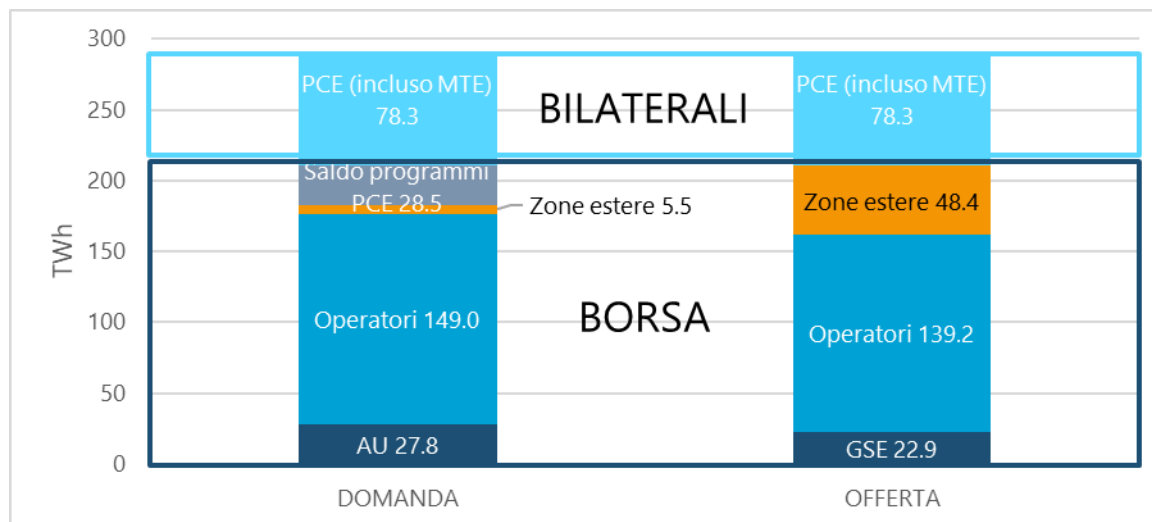 300
250
200
150
100
50
0
TWh
PCE (incluso MTE)
78.3
BILATERALI
PCE (incluso MTE)
78.3
Saldo programmi
PCE 28.5
Zone estere 5.5
Zone estere 48.4
Operatori 149.0
BORSA
Operatori 139.2
AU 27.8
GSE 22.9
DOMANDA
OFFERTA